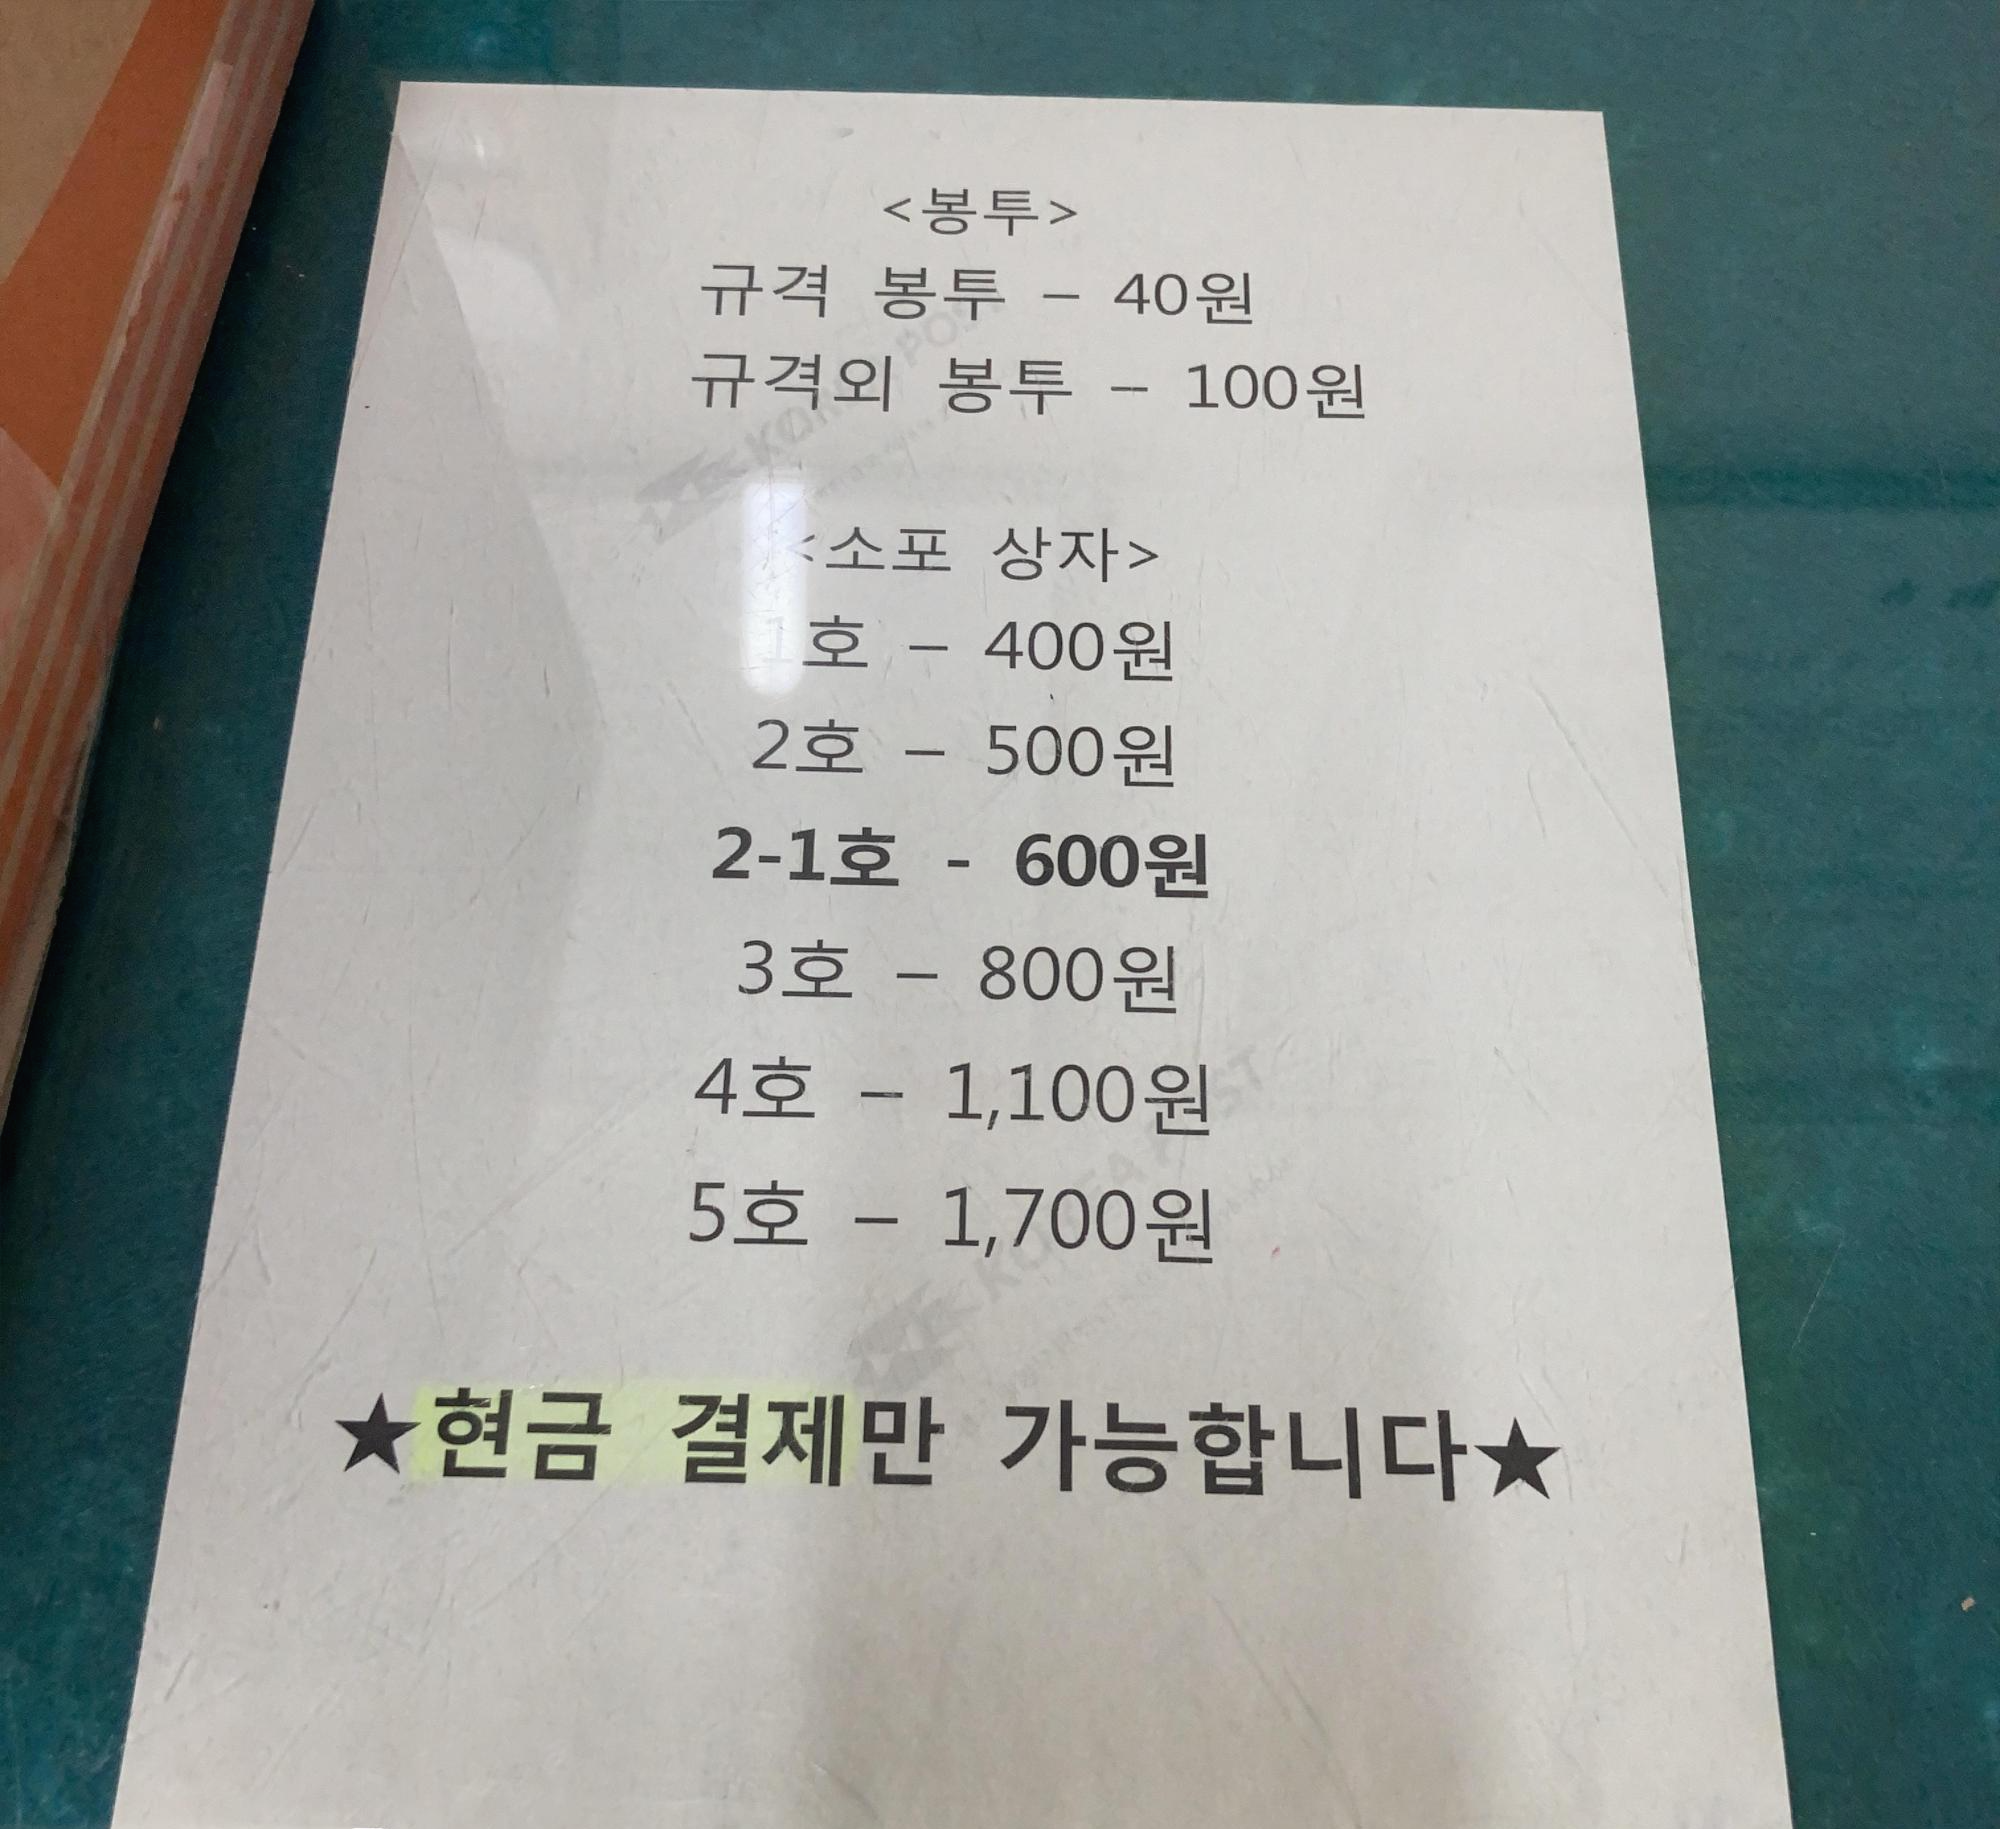 <봉투>
규격 봉투 – 40원
규격외 봉투 – 100원
<소포 상자>
1호 – 400원
2호 – 500원
2-1호 - 600원
3호 – 800원
4호 – 1,100원
5호 – 1,700원
★현금 결제만 가능합니다★